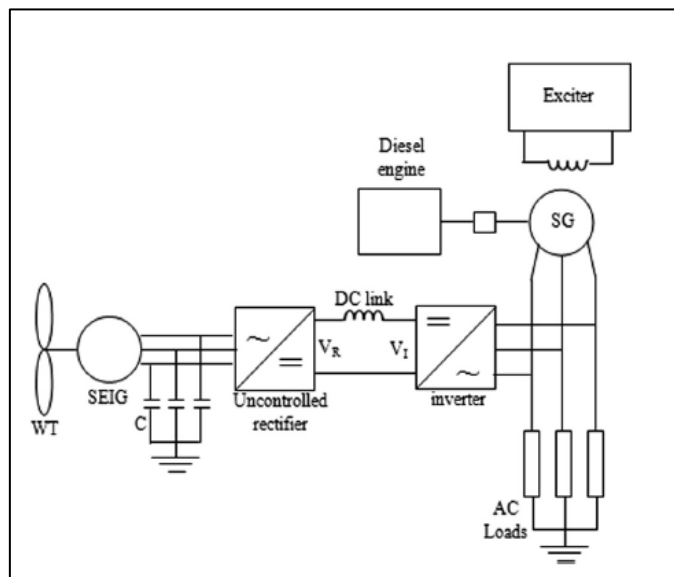 Exciter
Diesel
engine
SG
DC link
V_R
V_I
SEIG
WT
C
Uncontrolled
rectifier
inverter
AC
Loads